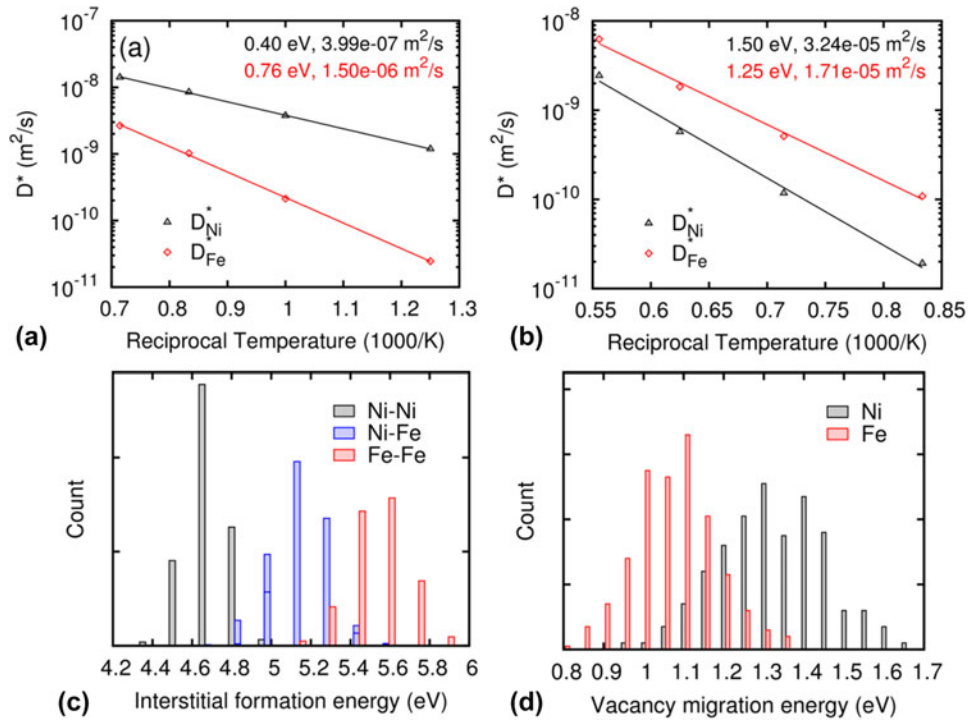 (a)
0.40 eV, 3.99e-07 m²/s
0.76 eV, 1.50e-06 m²/s
10⁻⁷
10⁻⁸
10⁻⁹
10⁻¹⁰
10⁻¹¹
D* (m²/s)
D*Ni
D*Fe
0.7 0.8 0.9 1 1.1 1.2 1.3
(a) Reciprocal Temperature (1000/K)
1.50 eV, 3.24e-05 m²/s
1.25 eV, 1.71e-05 m²/s
10⁻⁸
10⁻⁹
10⁻¹⁰
10⁻¹¹
D* (m²/s)
D*Ni
D*Fe
0.55 0.6 0.65 0.7 0.75 0.8 0.85
(b) Reciprocal Temperature (1000/K)
Ni-Ni
Ni-Fe
Fe-Fe
Count
4.2 4.4 4.6 4.8 5 5.2 5.4 5.6 5.8 6
(c) Interstitial formation energy (eV)
Ni
Fe
Count
0.8 0.9 1 1.1 1.2 1.3 1.4 1.5 1.6 1.7
(d) Vacancy migration energy (eV)